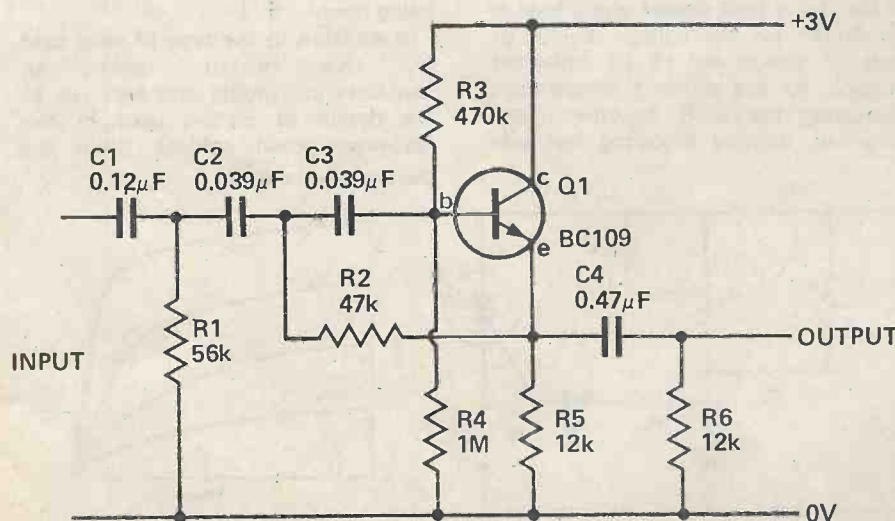 +3V
R3
470k
C1
0.12μF
C2
0.039μF
C3
0.039μF
b
c
Q1
e
BC109
R2
47k
C4
0.47μF
R1
56k
INPUT
OUTPUT
R4
1M
R5
12k
R6
12k
0V